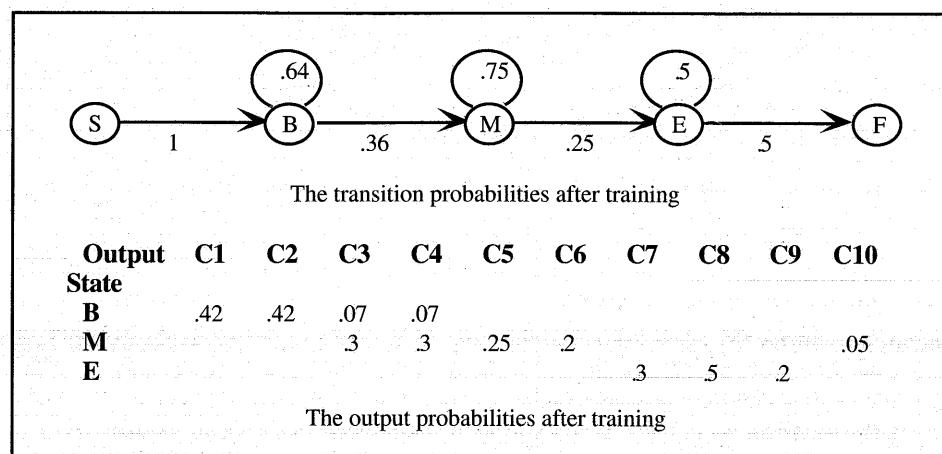 .64 .75 .5
S B M E F
1 .36 .25 .5
The transition probabilities after training
Output C1 C2 C3 C4 C5 C6 C7 C8 C9 C10
State
B .42 .42 .07 .07
M .3 .3 .25 .2 .05
E .3 .5 .2
The output probabilities after training